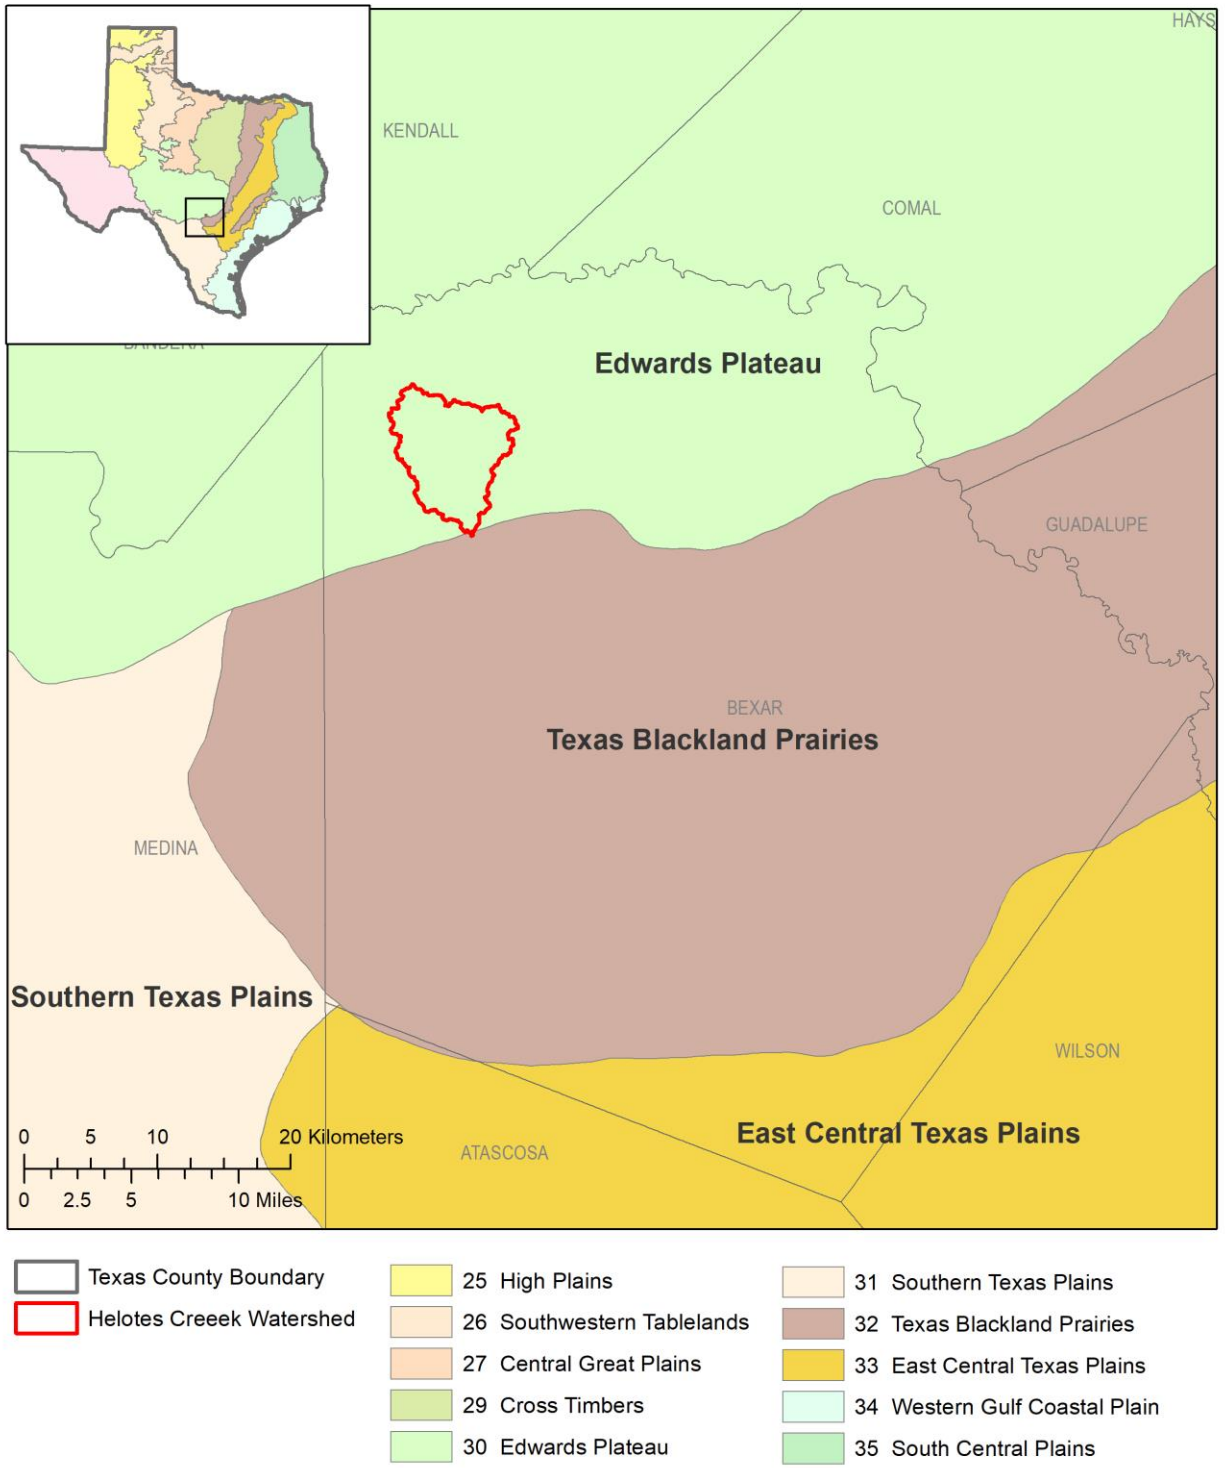 HAYS
KENDALL
COMAL
BANDERA
Edwards Plateau
GUADALUPE
BEXAR
Texas Blackland Prairies
MEDINA
Southern Texas Plains
WILSON
East Central Texas Plains
ATASCOSA
0 5 10 20 Kilometers
0 2.5 5 10 Miles
Texas County Boundary
Helotes Creeek Watershed
25 High Plains
26 Southwestern Tablelands
27 Central Great Plains
29 Cross Timbers
30 Edwards Plateau
31 Southern Texas Plains
32 Texas Blackland Prairies
33 East Central Texas Plains
34 Western Gulf Coastal Plain
35 South Central Plains